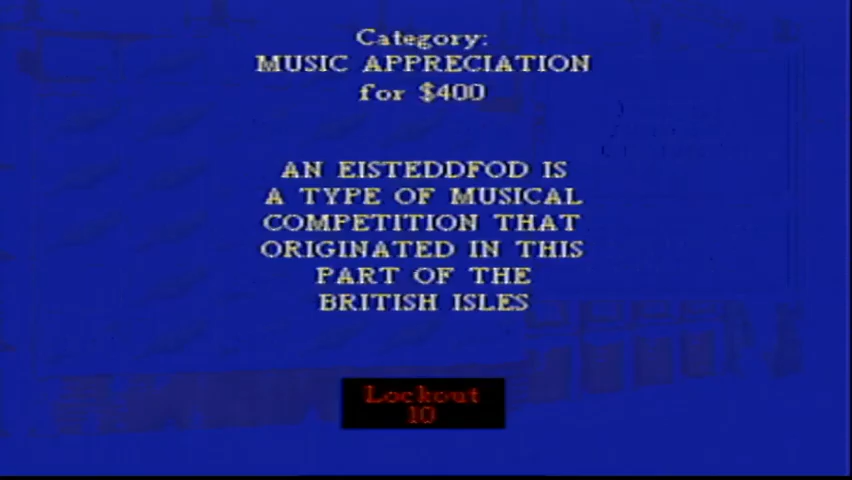 Category:
MUSIC APPRECIATION
for $400
AN EISTEDDFOD IS
A TYPE OF MUSICAL
COMPETITION THAT
ORIGINATED IN THIS
PART OF THE
BRITISH ISLES
Lockout
10